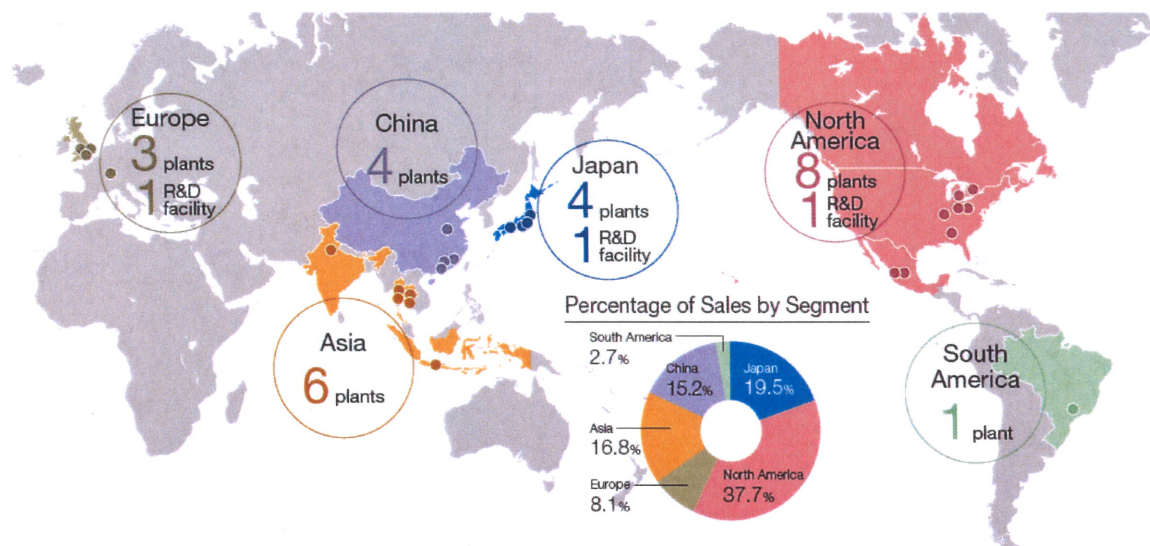 Europe
3 plants
1 R&D
facility
China
4 plants
Japan
4 plants
1 R&D
facility
North
America
8 plants
1 R&D
facility
Asia
6 plants
South
America
1 plant
Percentage of Sales by Segment
South America
2.7%
China
15.2%
Japan
19.5%
Asia
16.8%
Europe
8.1%
North America
37.7%